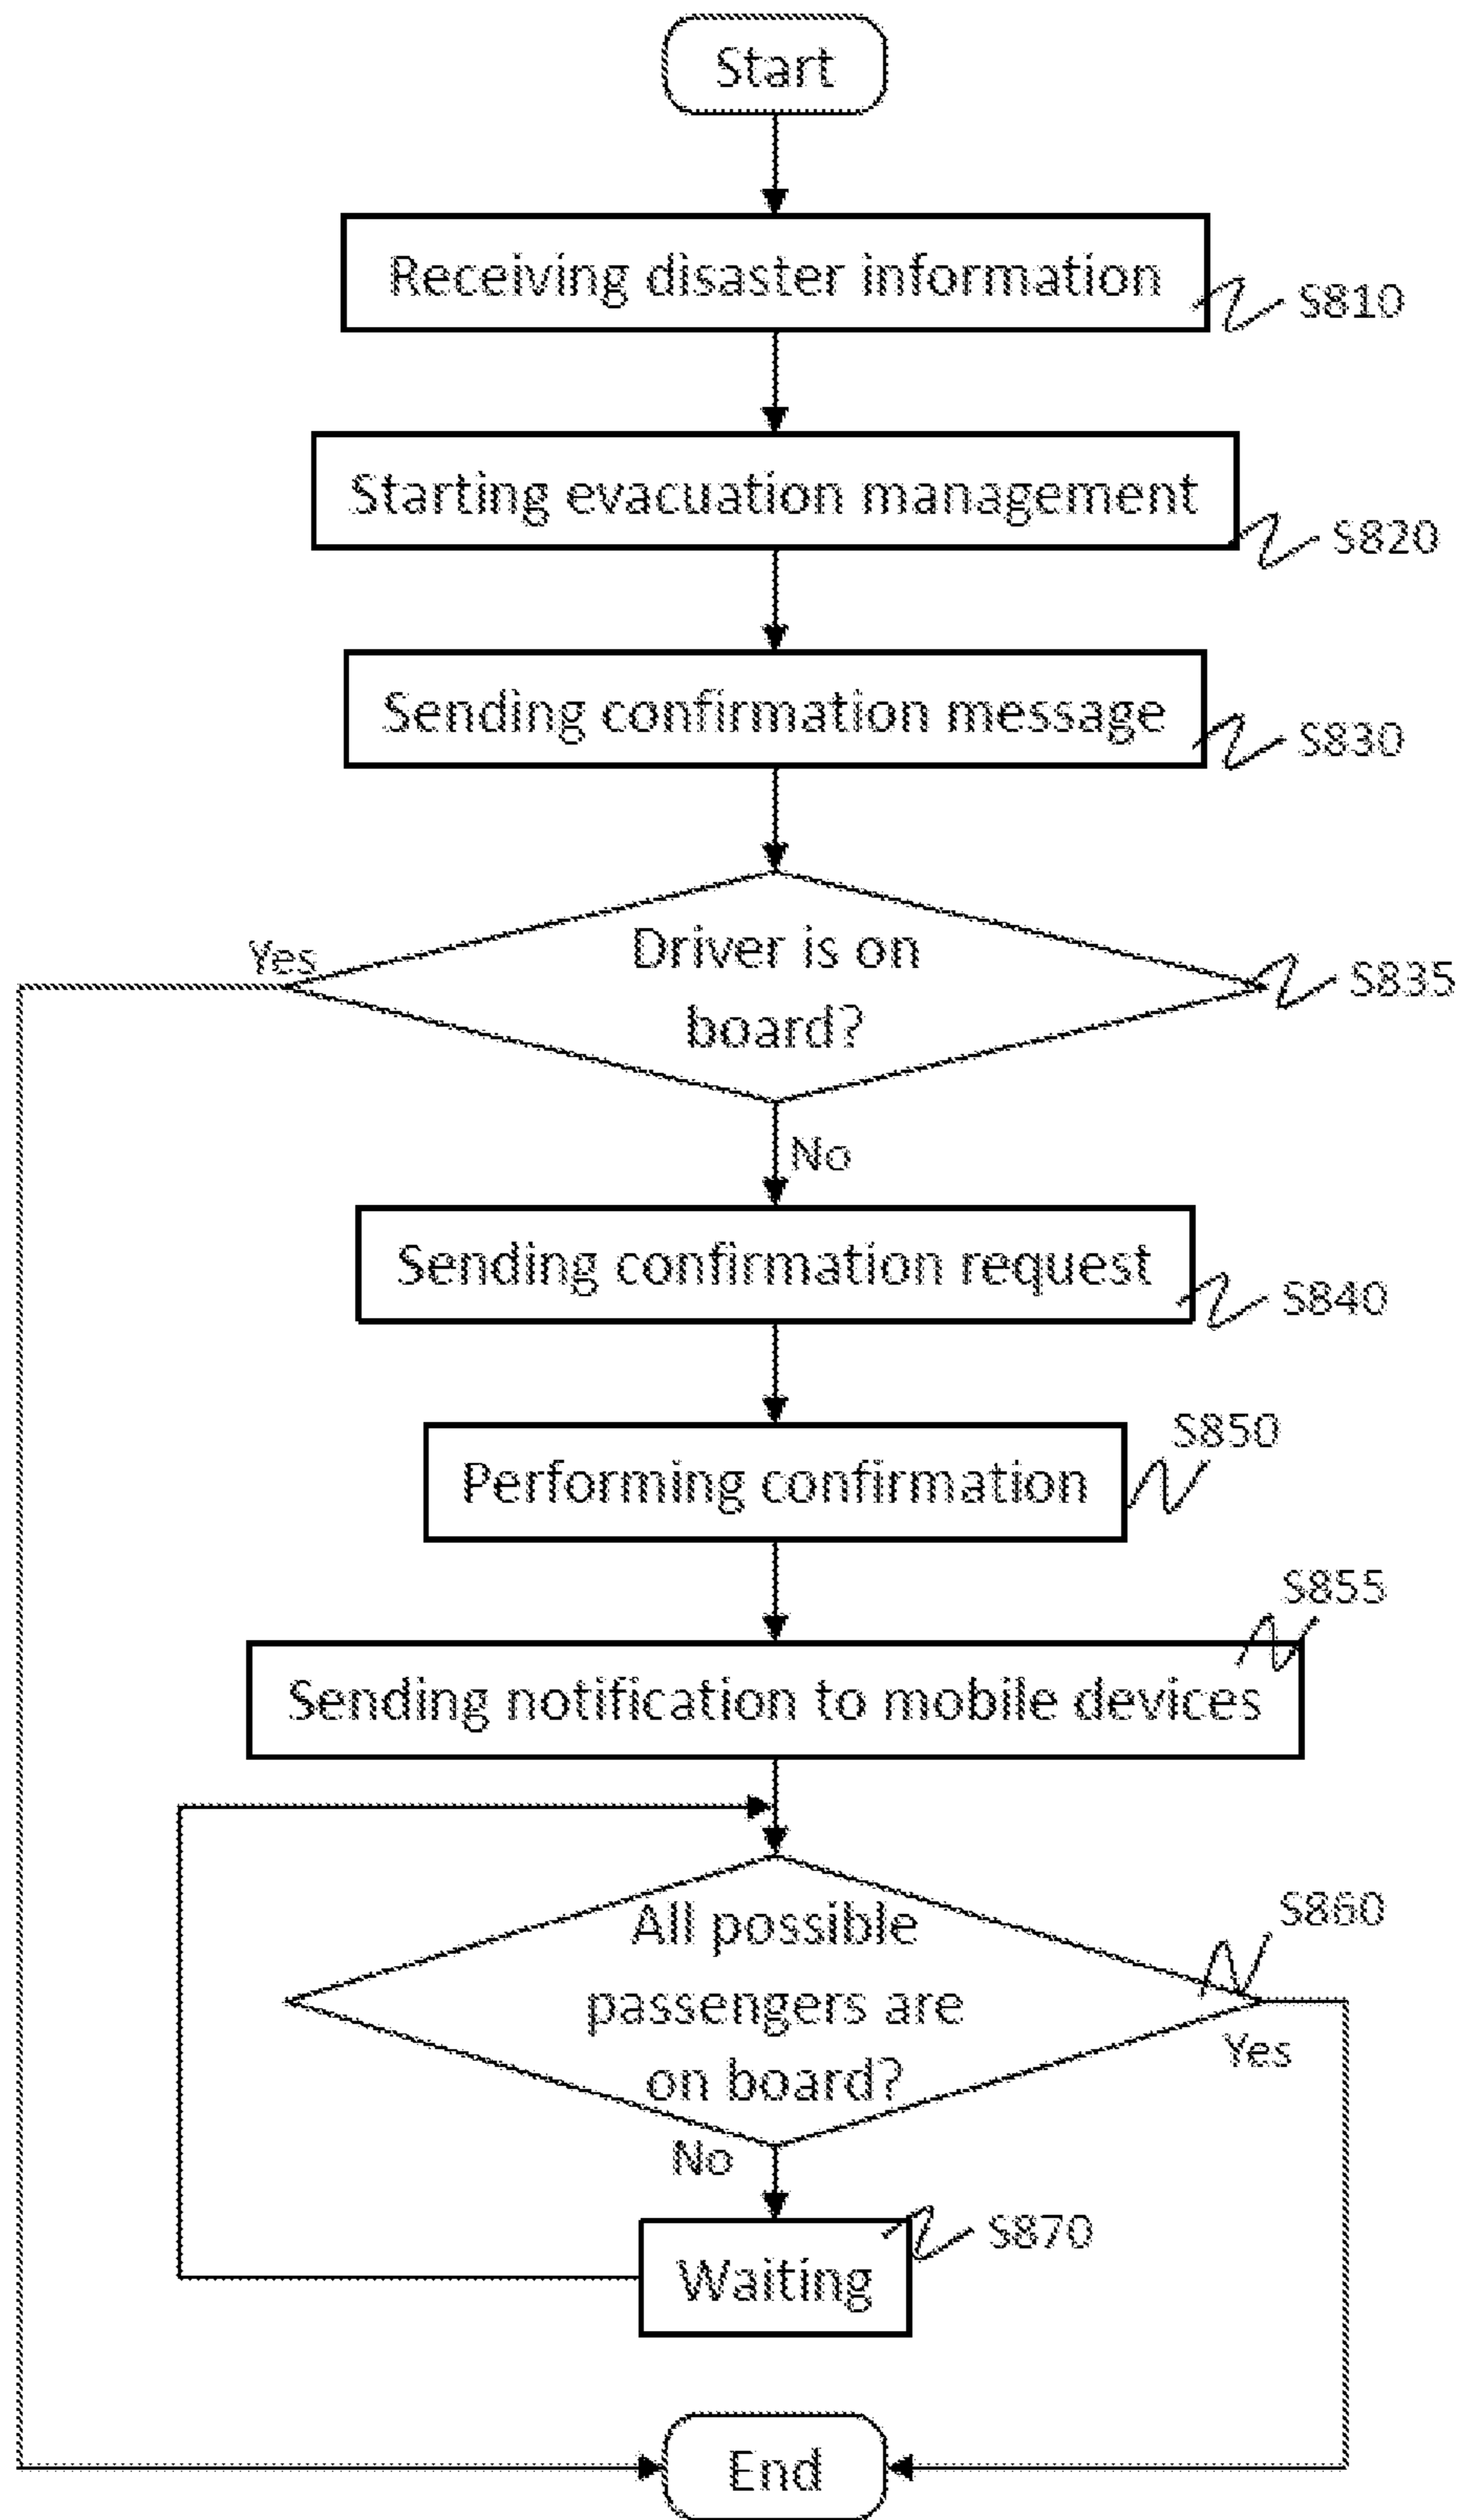 Start
Receiving disaster information
S810
Starting evacuation management
S820
Sending confirmation message
S830
Yes
Driver is on
board?
S835
No
Sending confirmation request
S840
Performing confirmation
S850
S855
Sending notification to mobile devices
All possible
passengers are
on board?
S860
Yes
No
Waiting
S870
End